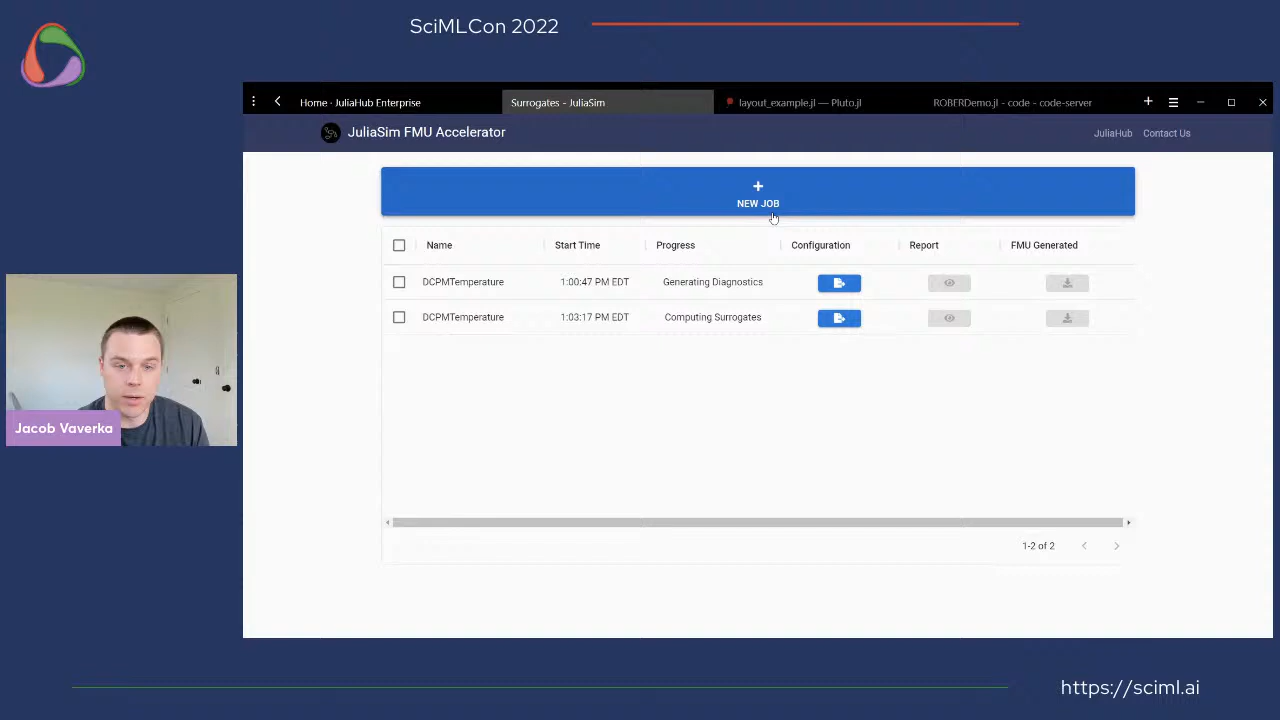 SciMLCon 2022
Home · JuliaHub Enterprise
Surrogates - JuliaSim
layout_example.jl — Pluto.jl
ROBERDemo.jl - code - code-server
JuliaSim FMU Accelerator
JuliaHub
Contact Us
+
NEW JOB
Name
Start Time
Progress
Configuration
Report
FMU Generated
DCPMTemperature
1:00:47 PM EDT
Generating Diagnostics
DCPMTemperature
1:03:17 PM EDT
Computing Surrogates
Jacob Vaverka
1-2 of 2
https://sciml.ai